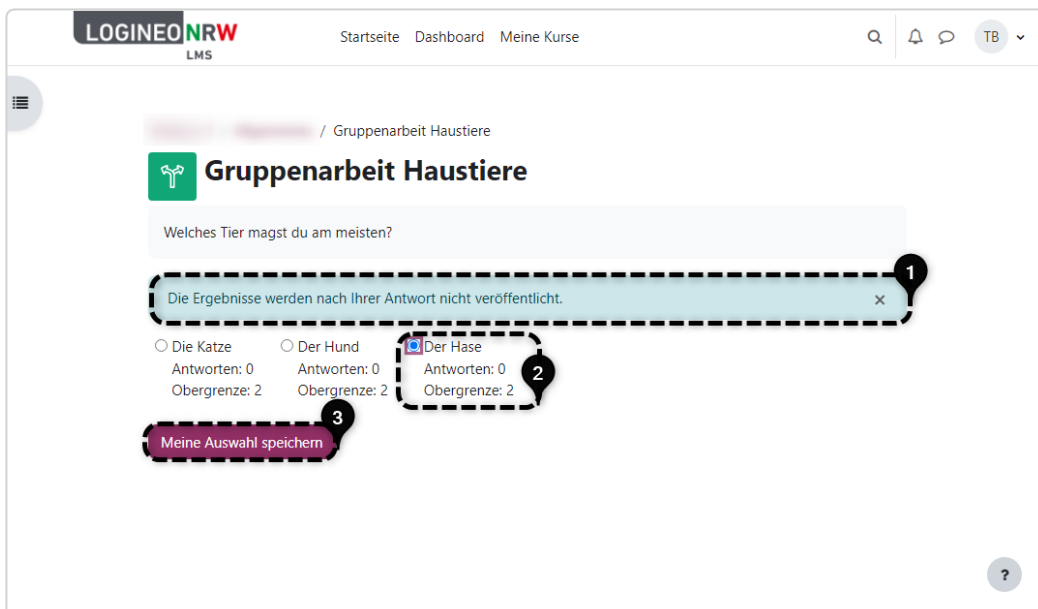 LOGINEO NRW
LMS
Startseite Dashboard Meine Kurse
TB
/ Gruppenarbeit Haustiere
Gruppenarbeit Haustiere
Welches Tier magst du am meisten?
1
Die Ergebnisse werden nach Ihrer Antwort nicht veröffentlicht. ×
Die Katze Der Hund Der Hase
Antworten: 0 Antworten: 0 Antworten: 0
2
Obergrenze: 2 Obergrenze: 2 Obergrenze: 2
3
Meine Auswahl speichern
?